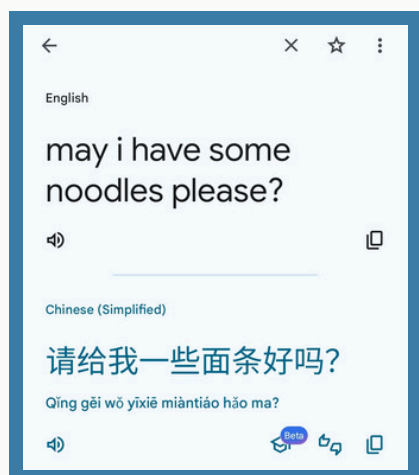 English
may i have some
noodles please?
Chinese (Simplified)
请给我一些面条好吗?
Qǐng gěi wǒ yīxiē miàntiáo hǎo ma?
Beta